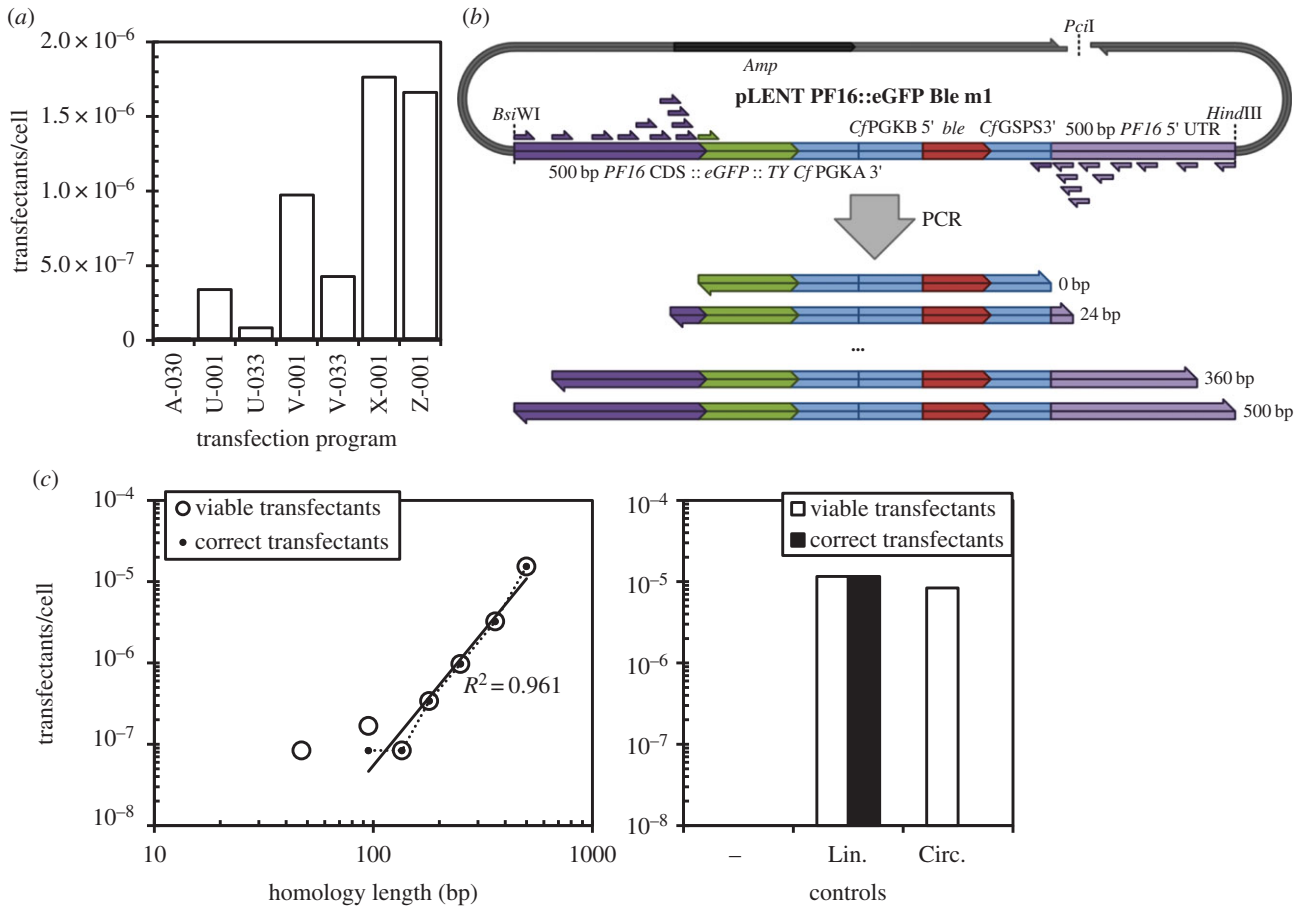 (a)
2.0 × 10⁻⁶
1.5 × 10⁻⁶
1.0 × 10⁻⁶
5.0 × 10⁻⁷
0
transfectants/cell
A-030
U-001
U-033
V-001
V-033
X-001
Z-001
transfection program
(b)
PciI
Amp
pLENT PF16::eGFP Ble m1
BsiWI
HindIII
CfPGKB 5' ble CfGSPS3' 500 bp PF16 5' UTR
500 bp PF16 CDS :: eGFP :: TY Cf PGKA 3'
PCR
0 bp
24 bp
...
360 bp
500 bp
(c)
viable transfectants
correct transfectants
10⁻⁴
10⁻⁵
10⁻⁶
10⁻⁷
10⁻⁸
transfectants/cell
R² = 0.961
10
100
1000
homology length (bp)
viable transfectants
correct transfectants
10⁻⁴
10⁻⁵
10⁻⁶
10⁻⁷
10⁻⁸
–
Lin.
Circ.
controls